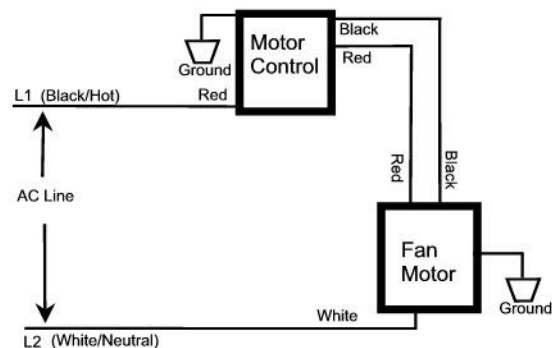 Motor
Control
Ground
Black
Red
L1 (Black/Hot)
Red
AC Line
Red
Black
Fan
Motor
Ground
White
L2 (White/Neutral)